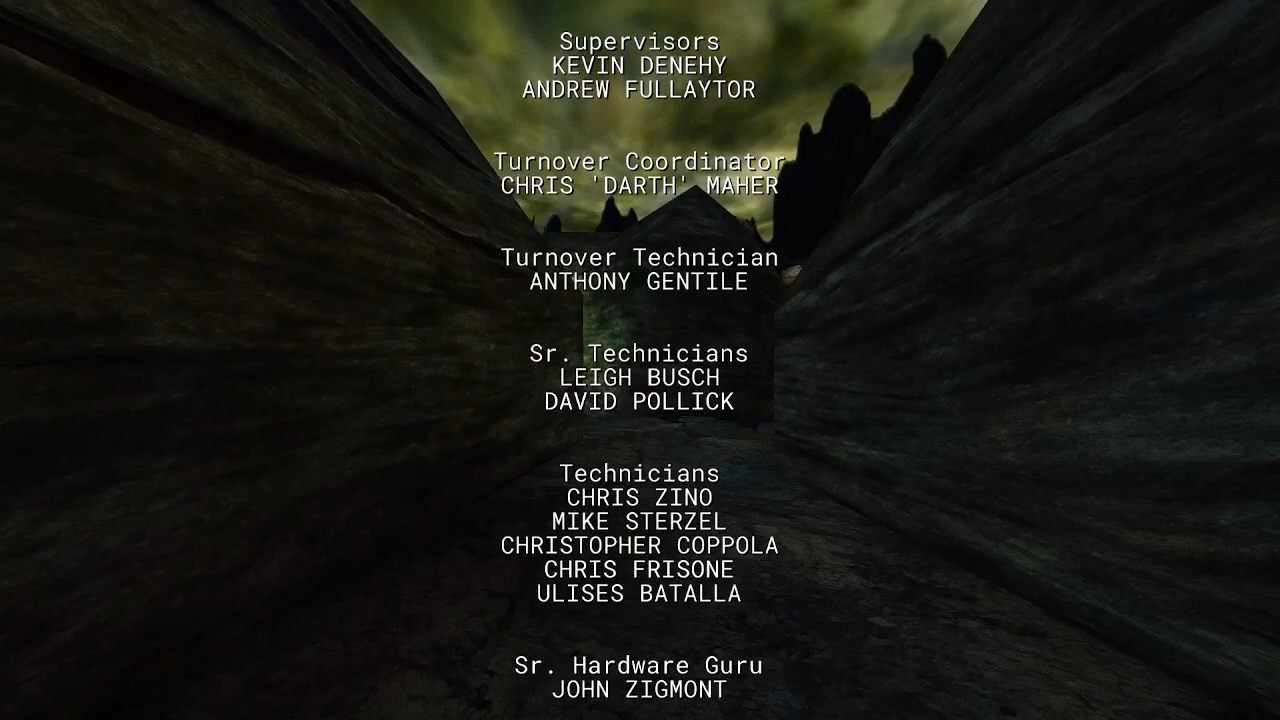 Supervisors
KEVIN DENEHY
ANDREW FULLAYTOR
Turnover Coordinator
CHRIS 'DARTH' MAHER
Turnover Technician
ANTHONY GENTILE
Sr. Technicians
LEIGH BUSCH
DAVID POLLICK
Technicians
CHRIS ZINO
MIKE STERZEL
CHRISTOPHER COPPOLA
CHRIS FRISONE
ULISES BATALLA
Sr. Hardware Guru
JOHN ZIGMONT